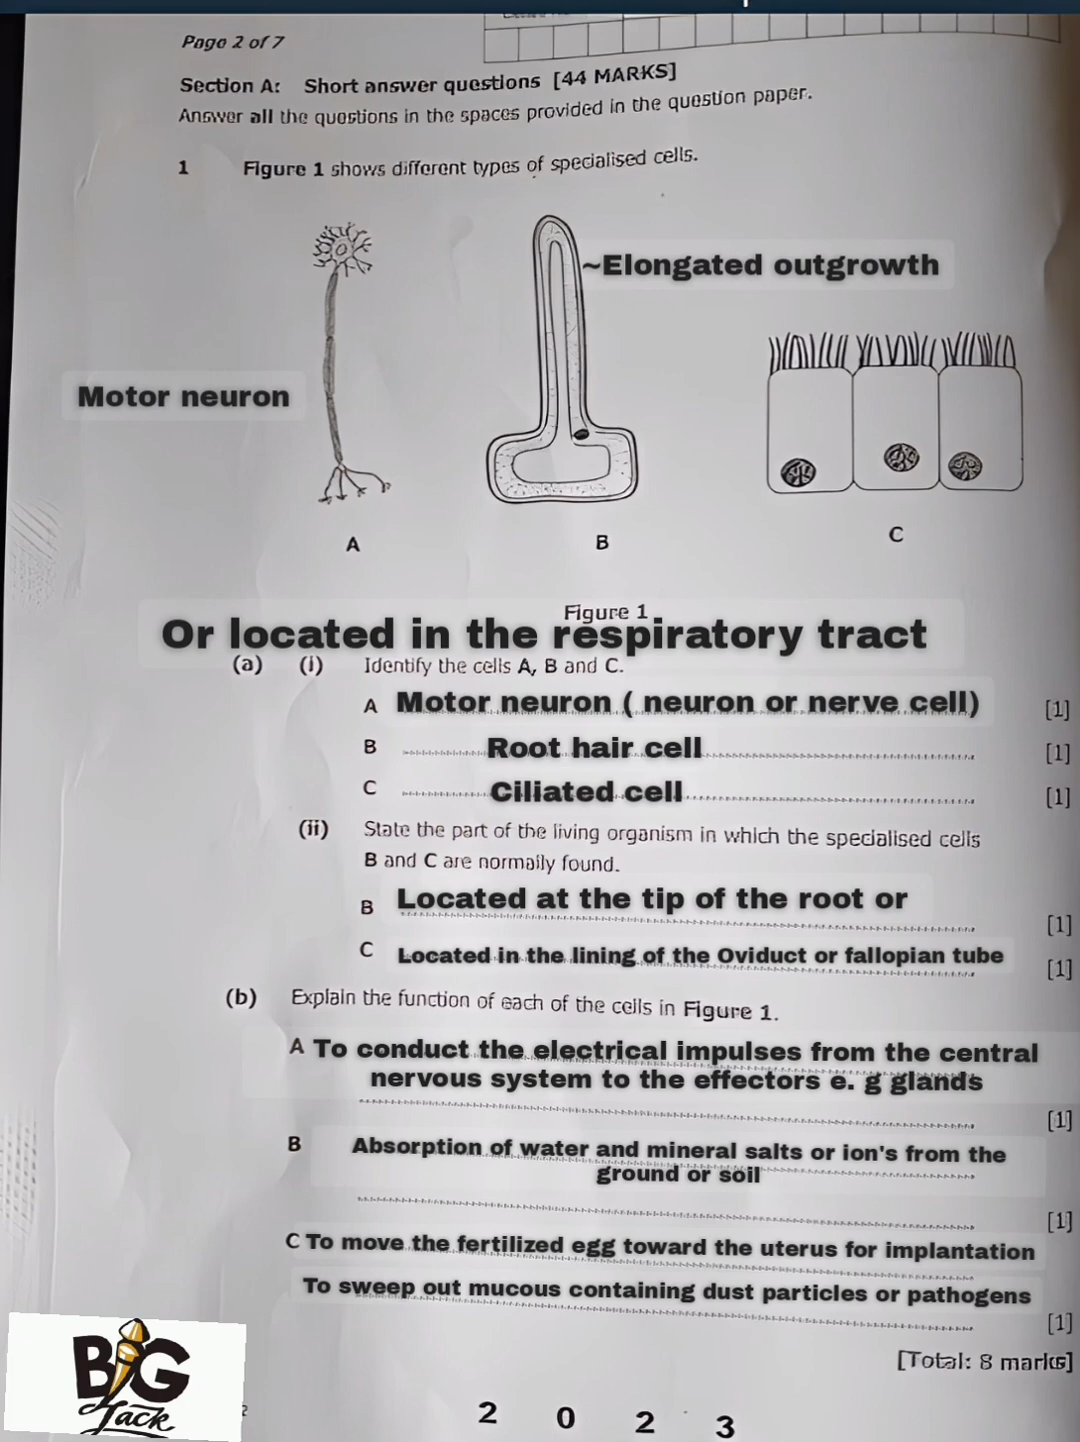 Page 2 of 7
Section A: Short answer questions [44 MARKS]
Answer all the questions in the spaces provided in the question paper.
1 Figure 1 shows different types of specialised cells.
~Elongated outgrowth
Motor neuron
A B C
Figure 1
Or located in the respiratory tract
(a) (i) Identify the cells A, B and C.
A Motor neuron ( neuron or nerve cell) [1]
B Root hair cell [1]
C Ciliated cell [1]
(ii) State the part of the living organism in which the specialised cells
B and C are normally found.
B Located at the tip of the root or [1]
C Located in the lining of the Oviduct or fallopian tube [1]
(b) Explain the function of each of the cells in Figure 1.
A To conduct the electrical impulses from the central
nervous system to the effectors e. g glands
[1]
B Absorption of water and mineral salts or ion's from the
ground or soil
[1]
C To move the fertilized egg toward the uterus for implantation
To sweep out mucous containing dust particles or pathogens
[1]
[Total: 8 marks]
BIG
Jack
2 0 2 3